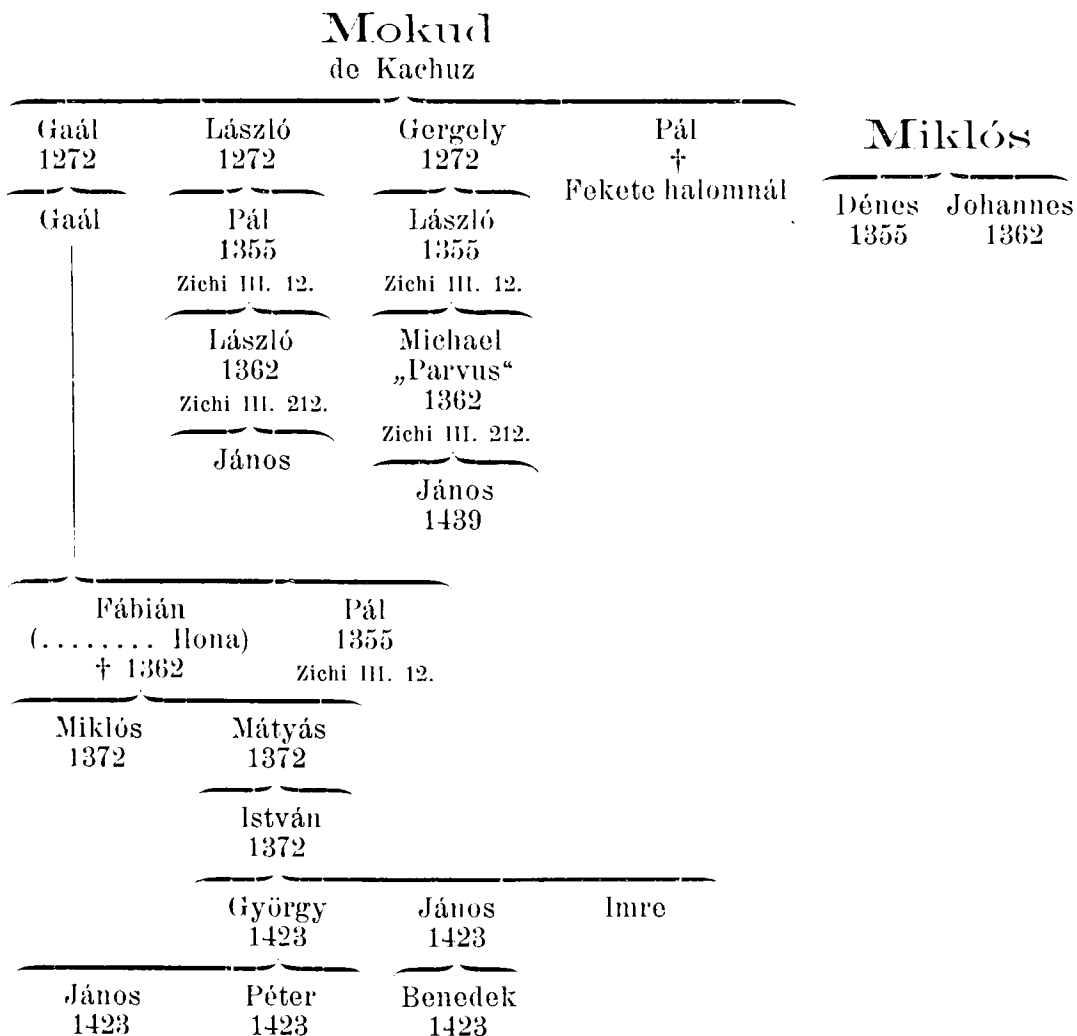 Mokud
de Kachuz
Gaál László Gergely Pál
1272 1272 1272 †
Fekete halomnál
Miklós
Dénes Johannes
1355 1362
Gaál Pál László
1355 1355
Zichi III. 12. Zichi III. 12.
László Michael
1362 „Parvus“
Zichi III. 212. 1362
Zichi III. 212.
János
János
1439
Fábián Pál
(........ Ilona) 1355
† 1362 Zichi III. 12.
Miklós Mátyás
1372 1372
István
1372
György János Imre
1423 1423
János Péter Benedek
1423 1423 1423